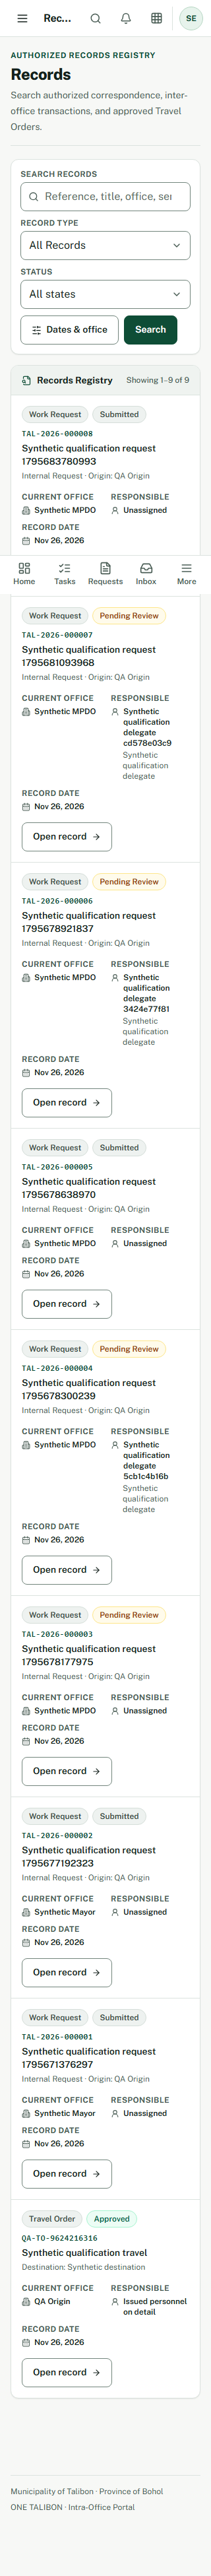 Rec...
SE
AUTHORIZED RECORDS REGISTRY
Records
Search authorized correspondence, inter-
office transactions, and approved Travel
Orders.
SEARCH RECORDS
Reference, title, office, ser
RECORD TYPE
All Records
STATUS
All states
Dates & office
Search
Records Registry
Showing 1–9 of 9
Work Request
Submitted
TAL-2026-000008
Synthetic qualification request
1795683780993
Internal Request · Origin: QA Origin
CURRENT OFFICE
RESPONSIBLE
Synthetic MPDO
Unassigned
RECORD DATE
Nov 26, 2026
Home
Tasks
Requests
Inbox
More
Work Request
Pending Review
TAL-2026-000007
Synthetic qualification request
1795681093968
Internal Request · Origin: QA Origin
CURRENT OFFICE
RESPONSIBLE
Synthetic MPDO
Synthetic
qualification
delegate
cd578e03c9
Synthetic
qualification
delegate
RECORD DATE
Nov 26, 2026
Open record
Work Request
Pending Review
TAL-2026-000006
Synthetic qualification request
1795678921837
Internal Request · Origin: QA Origin
CURRENT OFFICE
RESPONSIBLE
Synthetic MPDO
Synthetic
qualification
delegate
3424e77f81
Synthetic
qualification
delegate
RECORD DATE
Nov 26, 2026
Open record
Work Request
Submitted
TAL-2026-000005
Synthetic qualification request
1795678638970
Internal Request · Origin: QA Origin
CURRENT OFFICE
RESPONSIBLE
Synthetic MPDO
Unassigned
RECORD DATE
Nov 26, 2026
Open record
Work Request
Pending Review
TAL-2026-000004
Synthetic qualification request
1795678300239
Internal Request · Origin: QA Origin
CURRENT OFFICE
RESPONSIBLE
Synthetic MPDO
Synthetic
qualification
delegate
5cb1c4b16b
Synthetic
qualification
delegate
RECORD DATE
Nov 26, 2026
Open record
Work Request
Pending Review
TAL-2026-000003
Synthetic qualification request
1795678177975
Internal Request · Origin: QA Origin
CURRENT OFFICE
RESPONSIBLE
Synthetic MPDO
Unassigned
RECORD DATE
Nov 26, 2026
Open record
Work Request
Submitted
TAL-2026-000002
Synthetic qualification request
1795677192323
Internal Request · Origin: QA Origin
CURRENT OFFICE
RESPONSIBLE
Synthetic Mayor
Unassigned
RECORD DATE
Nov 26, 2026
Open record
Work Request
Submitted
TAL-2026-000001
Synthetic qualification request
1795671376297
Internal Request · Origin: QA Origin
CURRENT OFFICE
RESPONSIBLE
Synthetic Mayor
Unassigned
RECORD DATE
Nov 26, 2026
Open record
Travel Order
Approved
QA-TO-9624216316
Synthetic qualification travel
Destination: Synthetic destination
CURRENT OFFICE
RESPONSIBLE
QA Origin
Issued personnel
on detail
RECORD DATE
Nov 26, 2026
Open record
Municipality of Talibon · Province of Bohol
ONE TALIBON · Intra-Office Portal